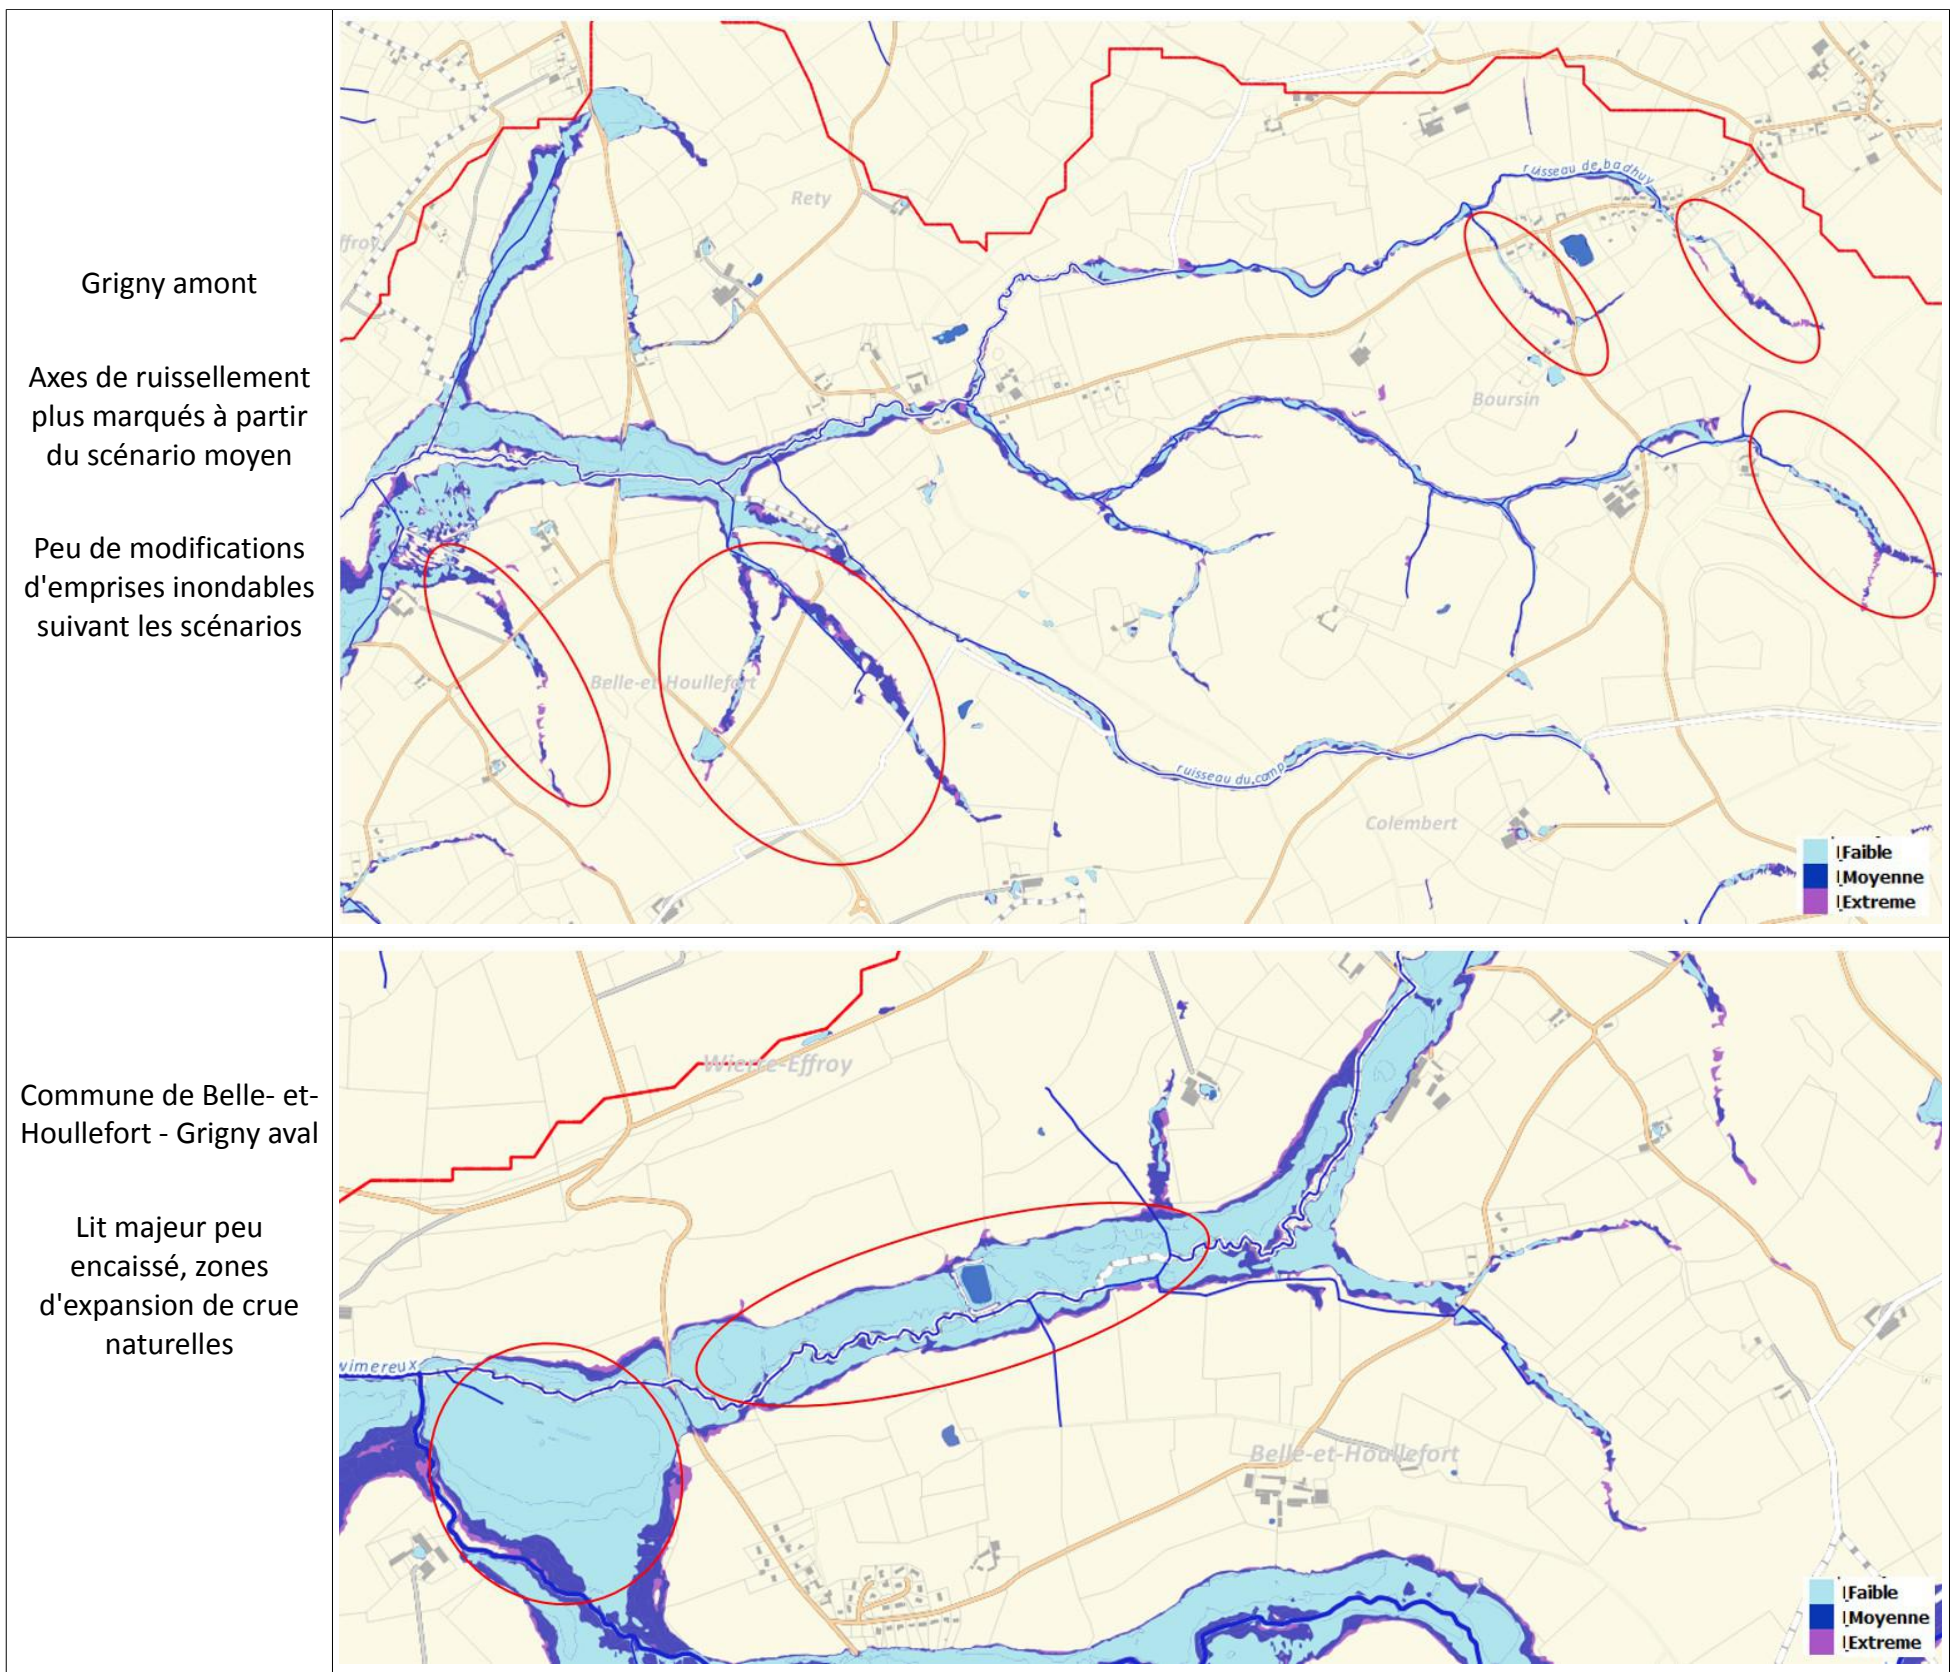 Grigny amont
Axes de ruissellement
plus marqués à partir
du scénario moyen
Peu de modifications
d'emprises inondables
suivant les scénarios
ruisseau de badhuy
Rety
ffroy
Boursin
Belle-et-Houllefort
ruisseau du camp
Colembert
Faible
Moyenne
Extreme
Commune de Belle- et-
Houllefort - Grigny aval
Lit majeur peu
encaissé, zones
d'expansion de crue
naturelles
Wierre-Effroy
wimereux
Belle-et-Houllefort
Faible
Moyenne
Extreme